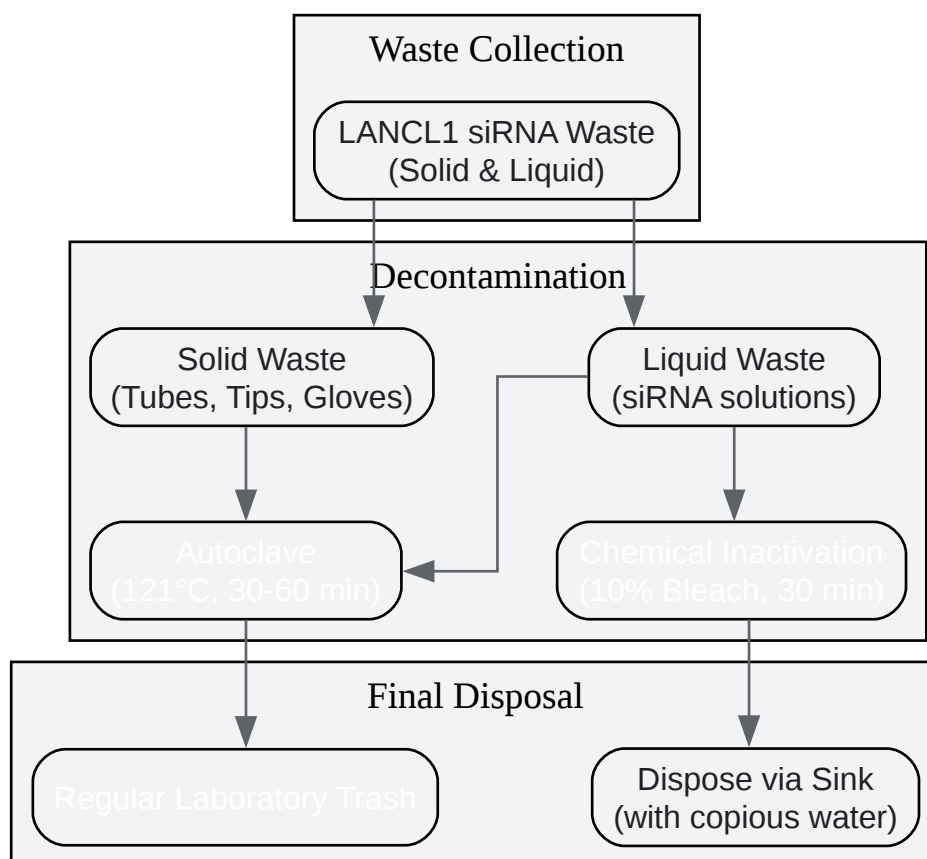 Waste Collection
LANCL1 siRNA Waste
(Solid & Liquid)
Decontamination
Solid Waste
(Tubes, Tips, Gloves)
Liquid Waste
(siRNA solutions)
Autoclave
(121°C, 30-60 min)
Chemical Inactivation
(10% Bleach, 30 min)
Final Disposal
Regular Laboratory Trash
Dispose via Sink
(with copious water)